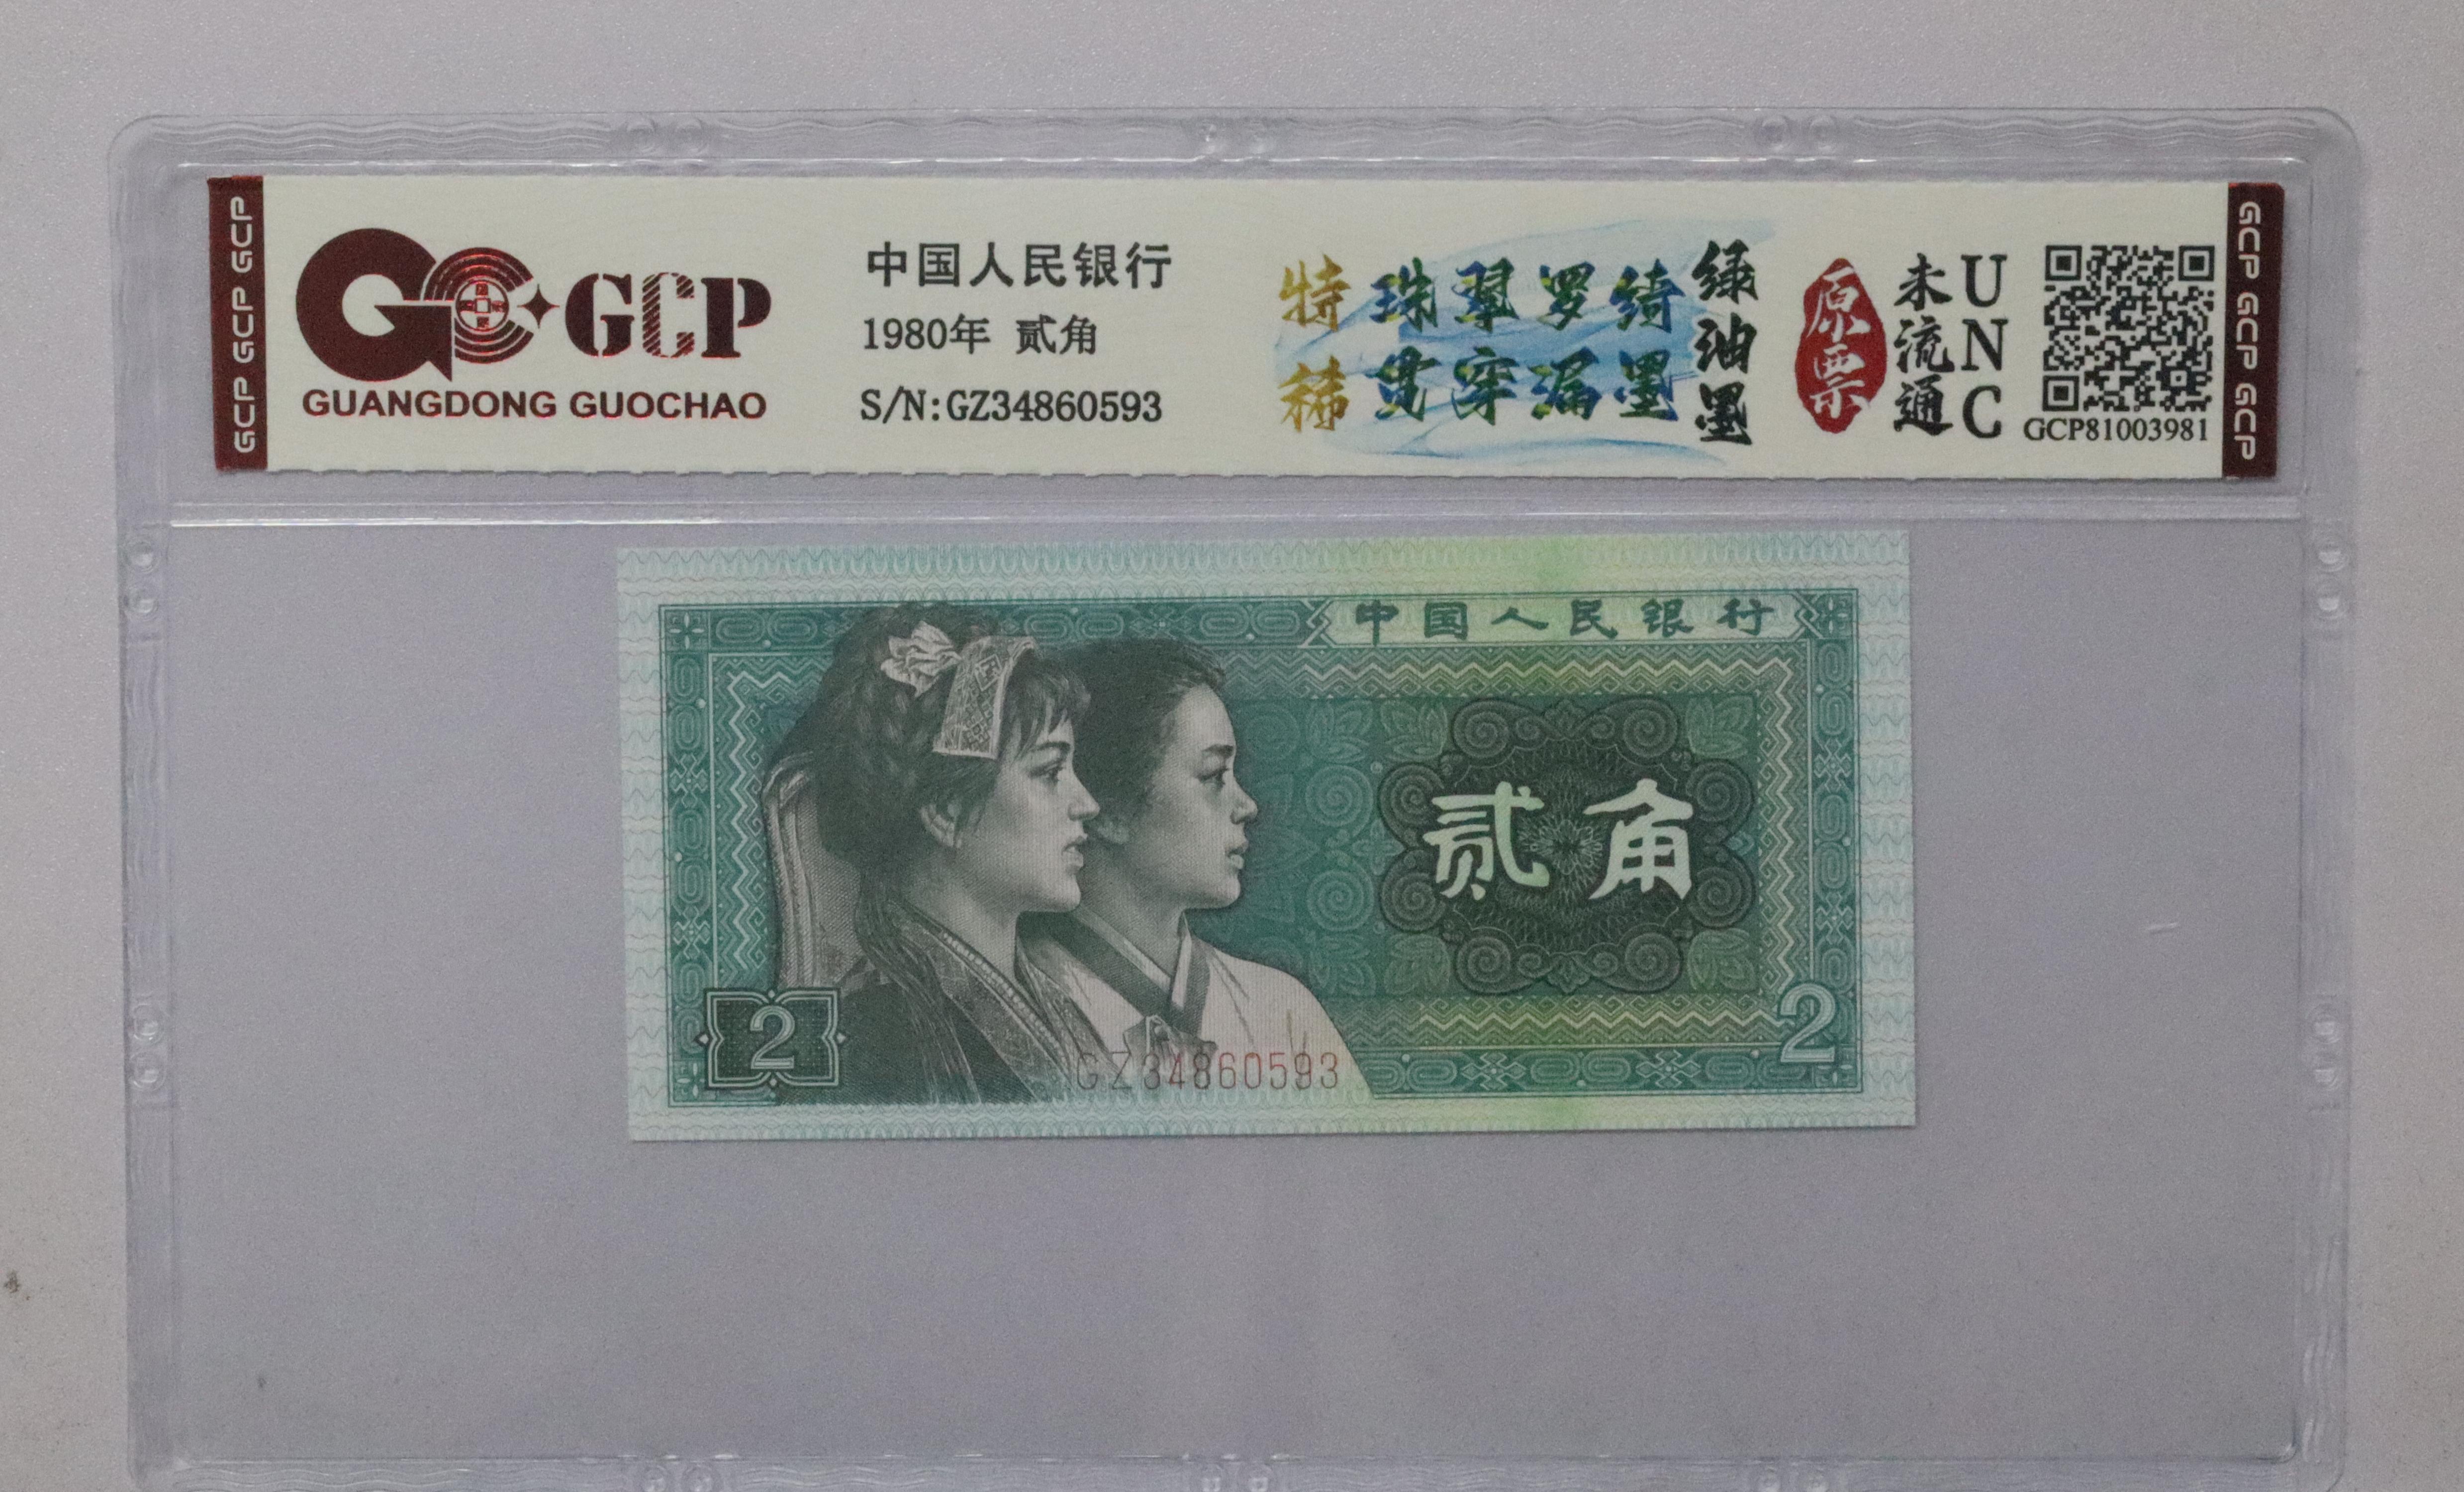 GCP GCP GCP
GCP
GUANGDONG GUOCHAO
中国人民银行
1980年 贰角
S/N:GZ34860593
特稀
珠翠罗绮
贯穿漏墨
绿油墨
原票
未流通
UNC
GCP81003981
GCP GCP GCP
中国人民银行
贰角
2
2
GZ34860593